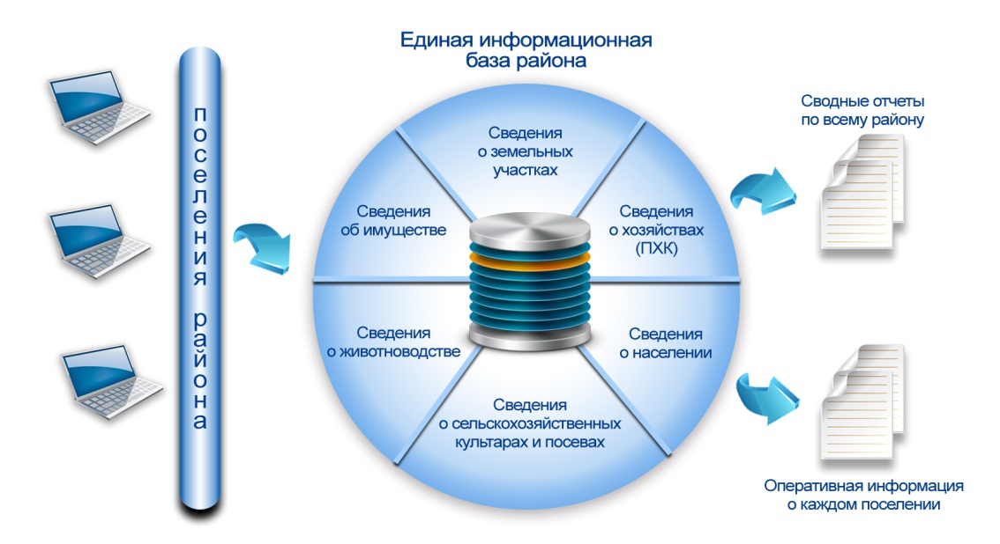 Единая информационная
база района
поселения района
Сведения
о земельных
участках
Сведения
об имуществе
Сведения
о хозяйствах
(ПХК)
Сведения
о животноводстве
Сведения
о населении
Сведения
о сельскохозяйственных
культарах и посевах
Сводные отчеты
по всему району
Оперативная информация
о каждом поселении